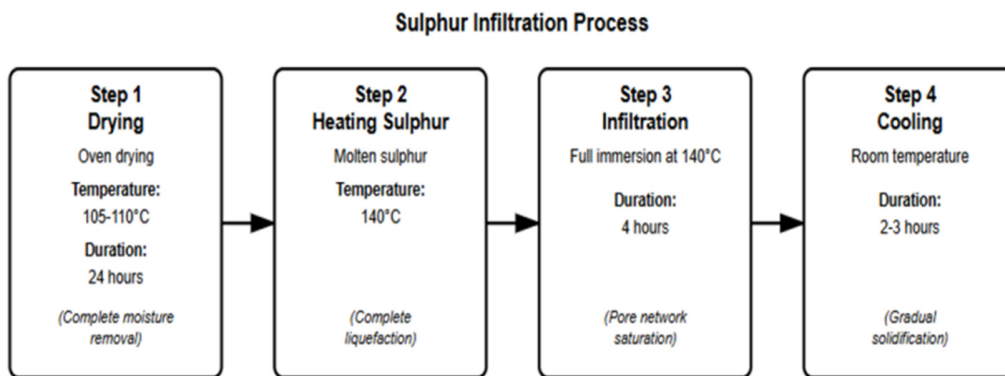 Sulphur Infiltration Process
Step 1
Drying
Oven drying
Temperature:
105-110°C
Duration:
24 hours
(Complete moisture
removal)
Step 2
Heating Sulphur
Molten sulphur
Temperature:
140°C
(Complete
liquefaction)
Step 3
Infiltration
Full immersion at 140°C
Duration:
4 hours
(Pore network
saturation)
Step 4
Cooling
Room temperature
Duration:
2-3 hours
(Gradual
solidification)